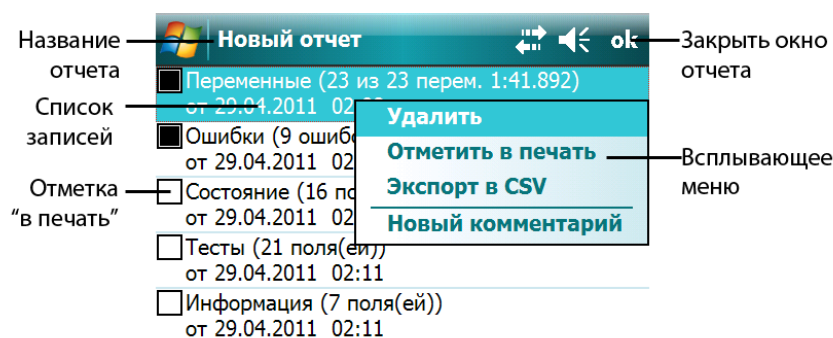 Название отчета
Новый отчет
ok
Закрыть окно отчета
Переменные (23 из 23 перем. 1:41.892)
от 29.04.2011 02
Список записей
Удалить
Ошибки (9
от 29.04.2011 02
Отметить в печать
Всплывающее меню
Экспорт в CSV
Отметка "в печать"
Состояние (16
от 29.04.2011 02
Новый комментарий
Тесты (21 поля(ей))
от 29.04.2011 02:11
Информация (7 поля(ей))
от 29.04.2011 02:11